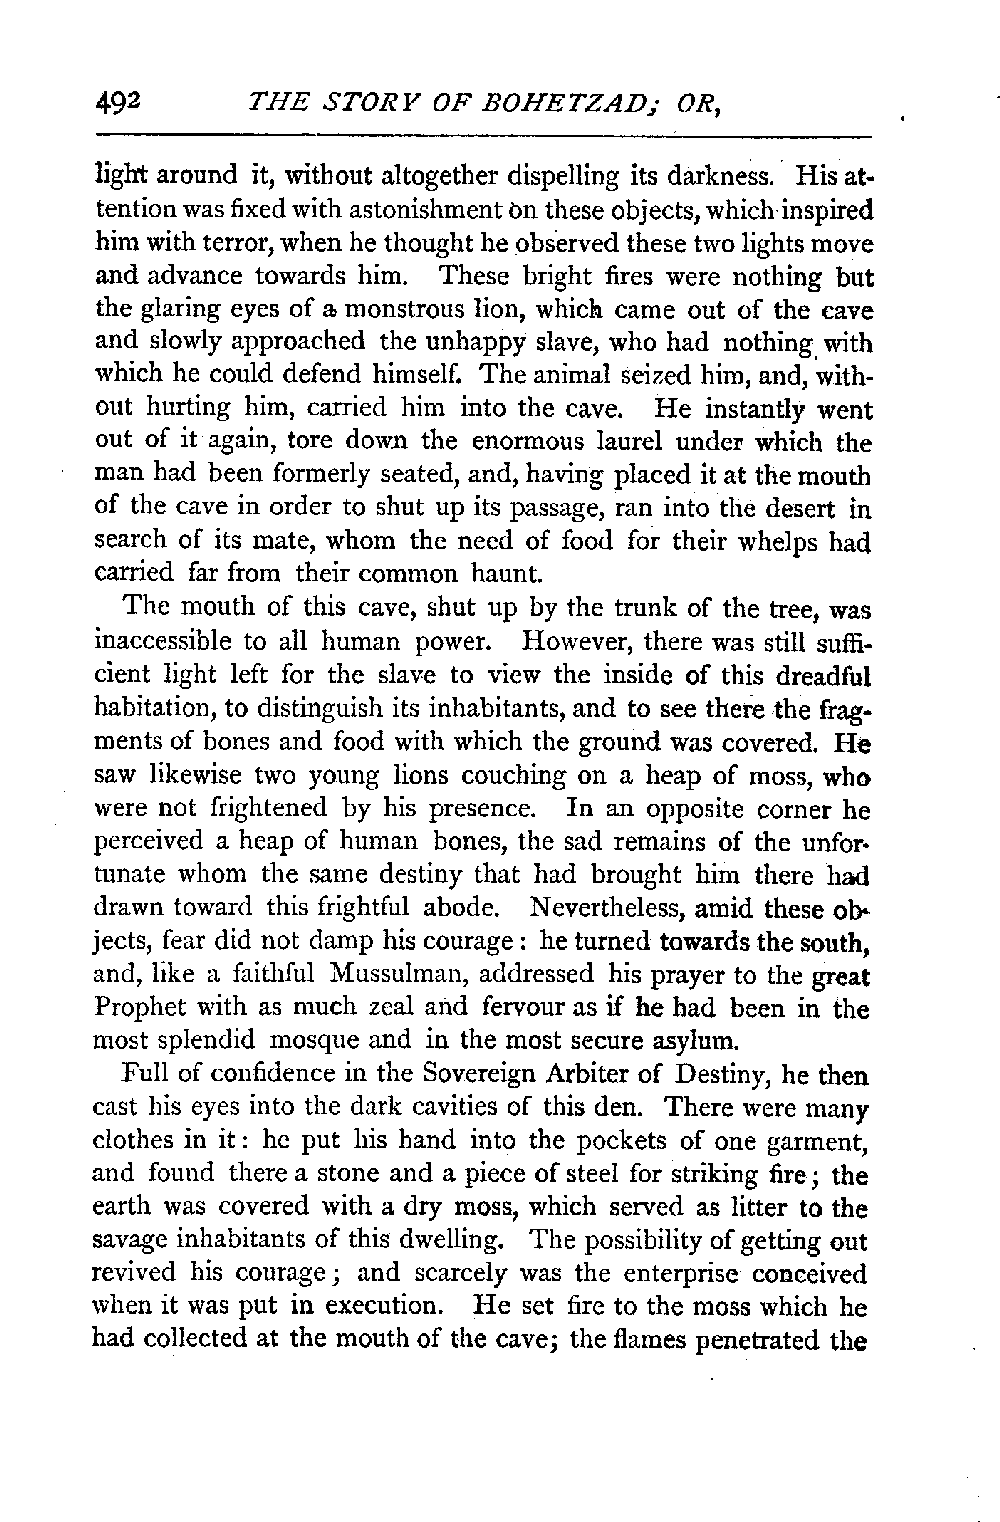 492 THE STORY OF BOHETZAD; OR,
light around it, without altogether dispelling its darkness. His at-
tention was fixed with astonishment on these objects, which inspired
him with terror, when he thought he observed these two lights move
and advance towards him. These bright fires were nothing but
the glaring eyes of a monstrous lion, which came out of the cave
and slowly approached the unhappy slave, who had nothing with
which he could defend himself. The animal seized him, and, with-
out hurting him, carried him into the cave. He instantly went
out of it again, tore down the enormous laurel under which the
man had been formerly seated, and, having placed it at the mouth
of the cave in order to shut up its passage, ran into the desert in
search of its mate, whom the need of food for their whelps had
carried far from their common haunt.
The mouth of this cave, shut up by the trunk of the tree, was
inaccessible to all human power. However, there was still suffi-
cient light left for the slave to view the inside of this dreadful
habitation, to distinguish its inhabitants, and to see there the frag-
ments of bones and food with which the ground was covered. He
saw likewise two young lions couching on a heap of moss, who
were not frightened by his presence. In an opposite corner he
perceived a heap of human bones, the sad remains of the unfor-
tunate whom the same destiny that had brought him there had
drawn toward this frightful abode. Nevertheless, amid these ob-
jects, fear did not damp his courage: he turned towards the south,
and, like a faithful Mussulman, addressed his prayer to the great
Prophet with as much zeal and fervour as if he had been in the
most splendid mosque and in the most secure asylum.
Full of confidence in the Sovereign Arbiter of Destiny, he then
cast his eyes into the dark cavities of this den. There were many
clothes in it: he put his hand into the pockets of one garment,
and found there a stone and a piece of steel for striking fire; the
earth was covered with a dry moss, which served as litter to the
savage inhabitants of this dwelling. The possibility of getting out
revived his courage; and scarcely was the enterprise conceived
when it was put in execution. He set fire to the moss which he
had collected at the mouth of the cave; the flames penetrated the